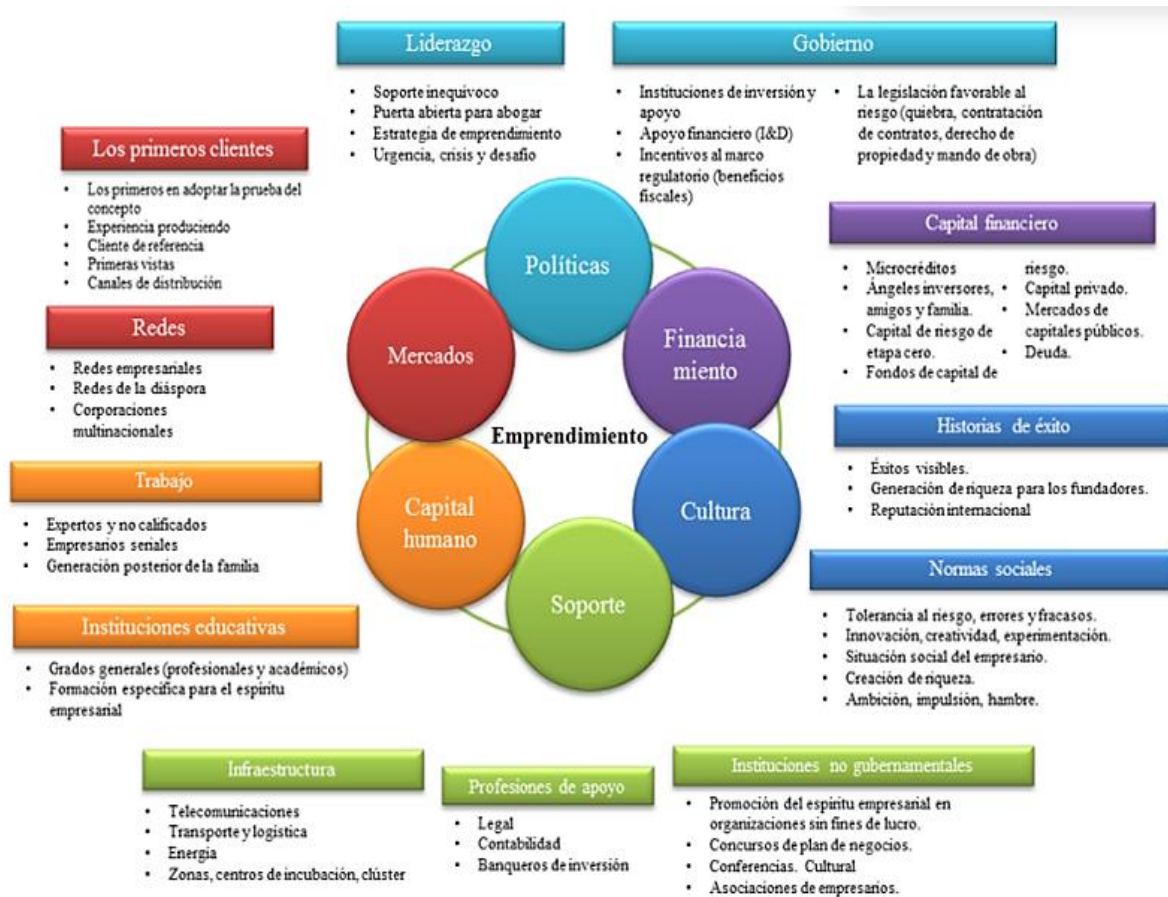 Liderazgo
• Soporte inequivoco
• Puerta abierta para abogar
• Estrategia de emprendimiento
• Urgencia, crisis y desafío
Gobierno
• Instituciones de inversión y
apoyo
• Apoyo financiero (I&D)
• Incentivos al marco
regulatorio (beneficios
fiscales)
• La legislación favorable al
riesgo (quiebra, contratación
de contratos, derecho de
propiedad y mando de obra)
Los primeros clientes
• Los primeros en adoptar la prueba del
concepto
• Experiencia produciendo
• Cliente de referencia
• Primeras vistas
• Canales de distribución
Redes
• Redes empresariales
• Redes de la diáspora
• Corporaciones
multinacionales
Políticas
Mercados
Financia
miento
Emprendimiento
Capital
humano
Cultura
Soporte
Capital financiero
• Microcréditos
• Ángeles inversores,
amigos y familia.
• Capital de riesgo de
etapa cero.
• Fondos de capital de
riesgo.
• Capital privado.
• Mercados de
capitales públicos.
• Deuda.
Historias de éxito
• Éxitos visibles.
• Generación de riqueza para los fundadores.
• Reputación internacional
Trabajo
• Expertos y no calificados
• Empresarios seriales
• Generación posterior de la familia
Normas sociales
• Tolerancia al riesgo, errores y fracasos.
• Innovación, creatividad, experimentación.
• Situación social del empresario.
• Creación de riqueza.
• Ambición, impulsión, hambre.
Instituciones educativas
• Grados generales (profesionales y académicos)
• Formación específica para el espíritu
empresarial
Infraestructura
• Telecomunicaciones
• Transporte y logística
• Energía
• Zonas, centros de incubación, clúster
Profesiones de apoyo
• Legal
• Contabilidad
• Banqueros de inversión
Instituciones no gubernamentales
• Promoción del espíritu empresarial en
organizaciones sin fines de lucro.
• Concursos de plan de negocios.
• Conferencias. Cultural
• Asociaciones de empresarios.